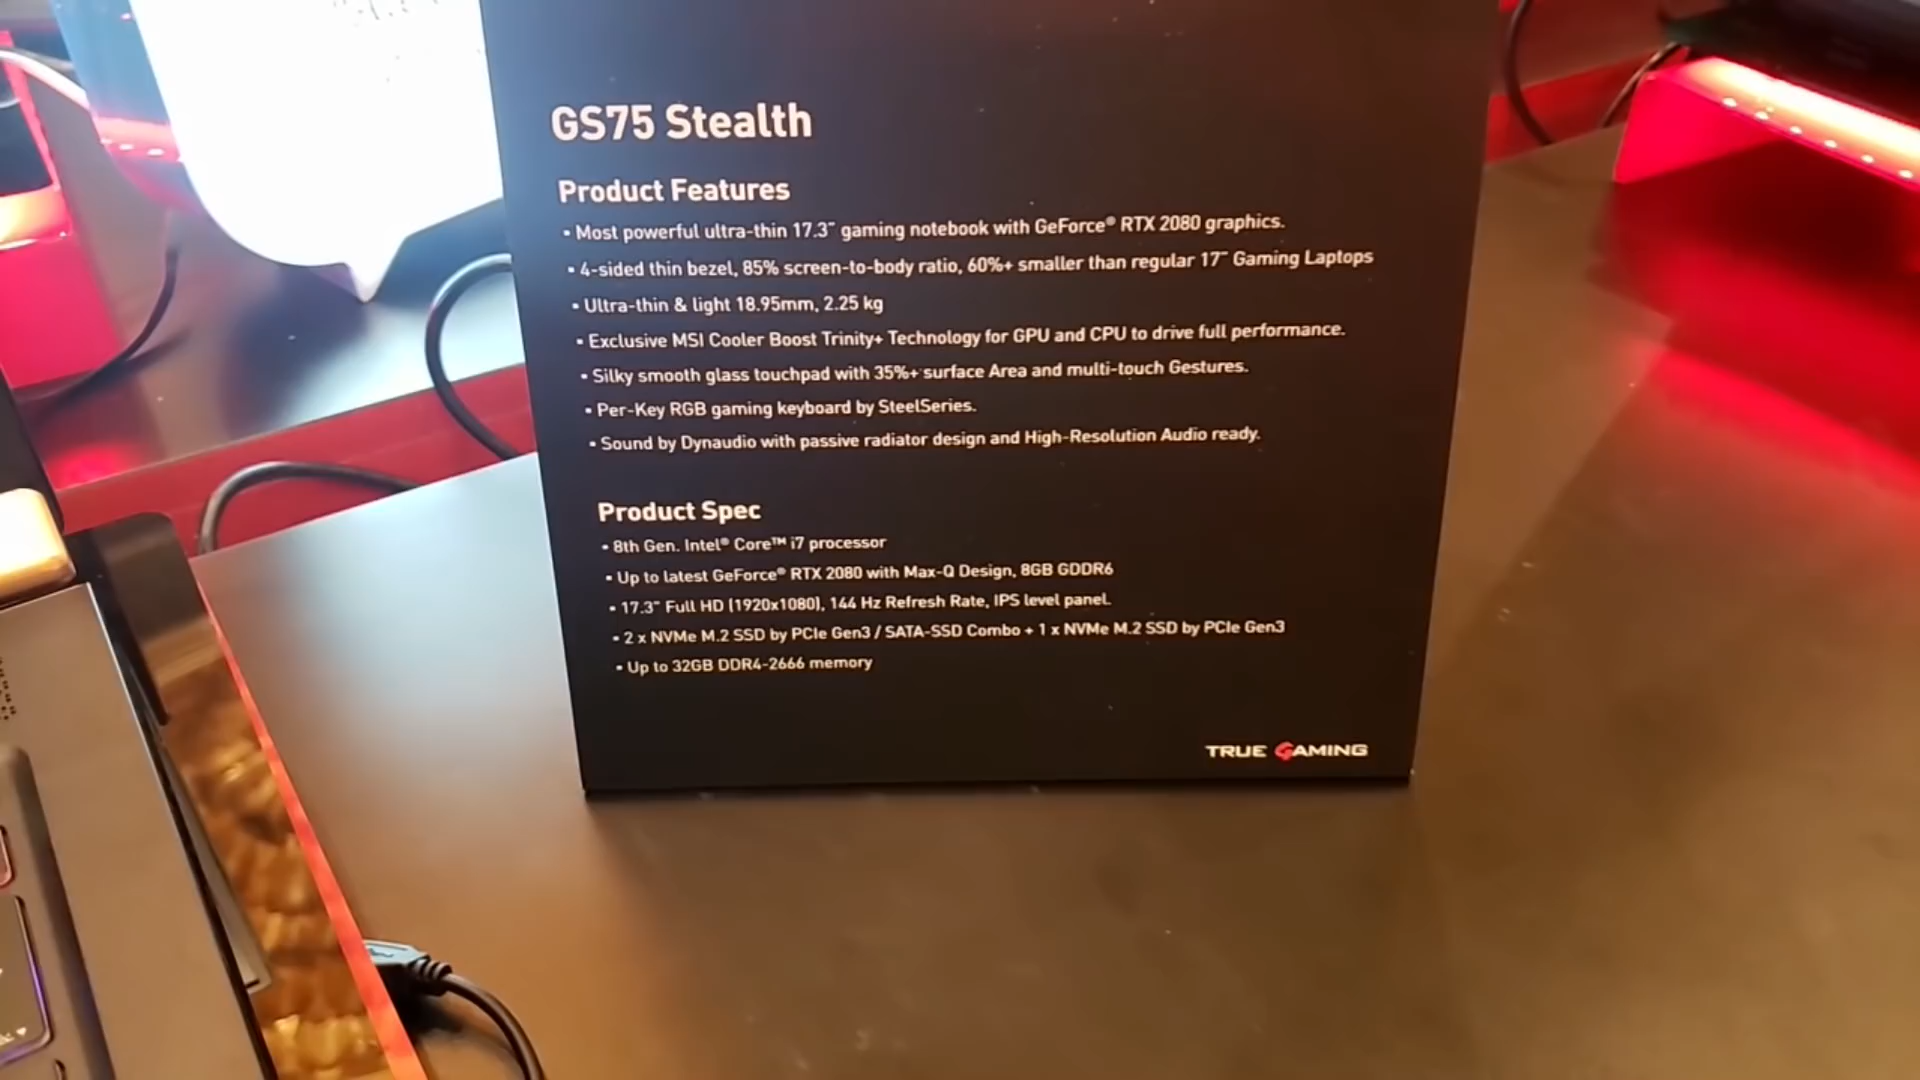 GS75 Stealth
Product Features
• Most powerful ultra-thin 17.3" gaming notebook with GeForce® RTX 2080 graphics.
• 4-sided thin bezel, 85% screen-to-body ratio, 60%+ smaller than regular 17" Gaming Laptops
• Ultra-thin & light 18.95mm, 2.25 kg
• Exclusive MSI Cooler Boost Trinity+ Technology for GPU and CPU to drive full performance.
• Silky smooth glass touchpad with 35%+ surface Area and multi-touch Gestures.
• Per-Key RGB gaming keyboard by SteelSeries.
• Sound by Dynaudio with passive radiator design and High-Resolution Audio ready.
Product Spec
• 8th Gen. Intel® Core™ i7 processor
• Up to latest GeForce® RTX 2080 with Max-Q Design, 8GB GDDR6
• 17.3" Full HD (1920x1080), 144 Hz Refresh Rate, IPS level panel.
• 2 x NVMe M.2 SSD by PCIe Gen3 / SATA-SSD Combo + 1 x NVMe M.2 SSD by PCIe Gen3
• Up to 32GB DDR4-2666 memory
TRUE GAMING